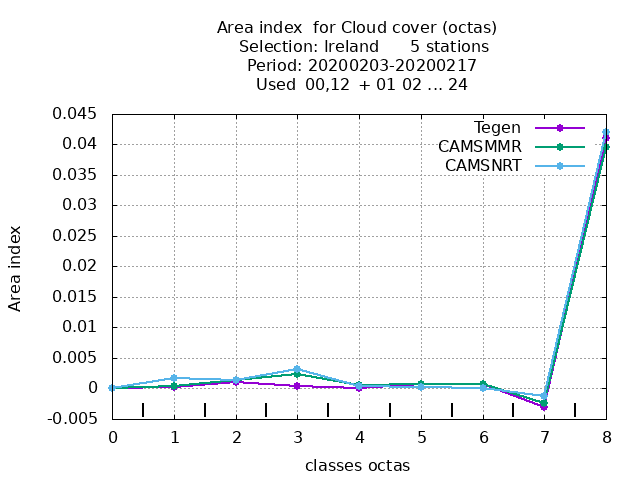 Area index  for Cloud cover (octas)
Selection: Ireland      5 stations
Period: 20200203-20200217
Used  00,12  + 01 02 ... 24
0.045
0.04
0.035
0.03
0.025
0.02
0.015
0.01
0.005
0
-0.005
Area index
Tegen
CAMSMMR
CAMSNRT
0 1 2 3 4 5 6 7 8
classes octas